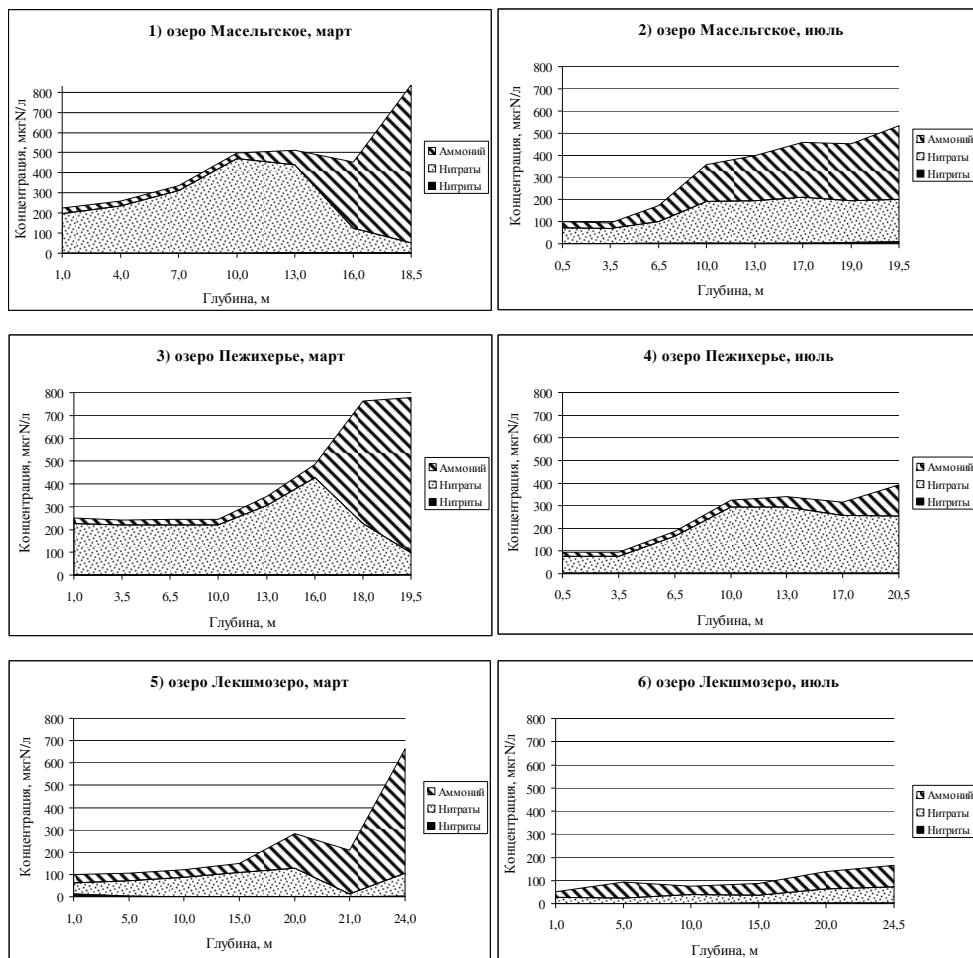 1) озеро Масельгское, март
Концентрация, мкгN/л
800
700
600
500
400
300
200
100
0
1,0 4,0 7,0 10,0 13,0 16,0 18,5
Глубина, м
Аммоний
Нитраты
Нитриты
2) озеро Масельгское, июль
Концентрация, мкгN/л
800
700
600
500
400
300
200
100
0
0,5 3,5 6,5 10,0 13,0 17,0 19,0 19,5
Глубина, м
Аммоний
Нитраты
Нитриты
3) озеро Пежихерье, март
Концентрация, мкгN/л
800
700
600
500
400
300
200
100
0
1,0 3,5 6,5 10,0 13,0 16,0 18,0 19,5
Глубина, м
Аммоний
Нитраты
Нитриты
4) озеро Пежихерье, июль
Концентрация, мкгN/л
800
700
600
500
400
300
200
100
0
0,5 3,5 6,5 10,0 13,0 17,0 20,5
Глубина, м
Аммоний
Нитраты
Нитриты
5) озеро Лекшмозеро, март
Концентрация, мкгN/л
800
700
600
500
400
300
200
100
0
1,0 5,0 10,0 15,0 20,0 21,0 24,0
Глубина, м
Аммоний
Нитраты
Нитриты
6) озеро Лекшмозеро, июль
Концентрация, мкгN/л
800
700
600
500
400
300
200
100
0
1,0 5,0 10,0 15,0 20,0 24,5
Глубина, м
Аммоний
Нитраты
Нитриты